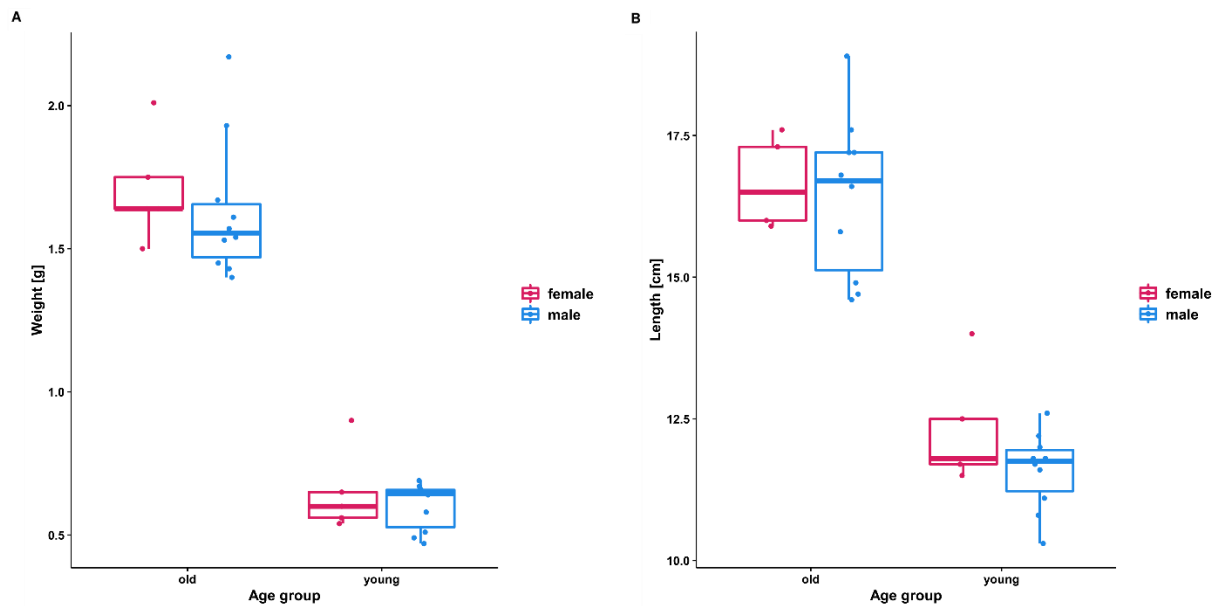 A
Weight [g]
2.0
1.5
1.0
0.5
old
young
Age group
female
male
B
Length [cm]
17.5
15.0
12.5
10.0
old
young
Age group
female
male